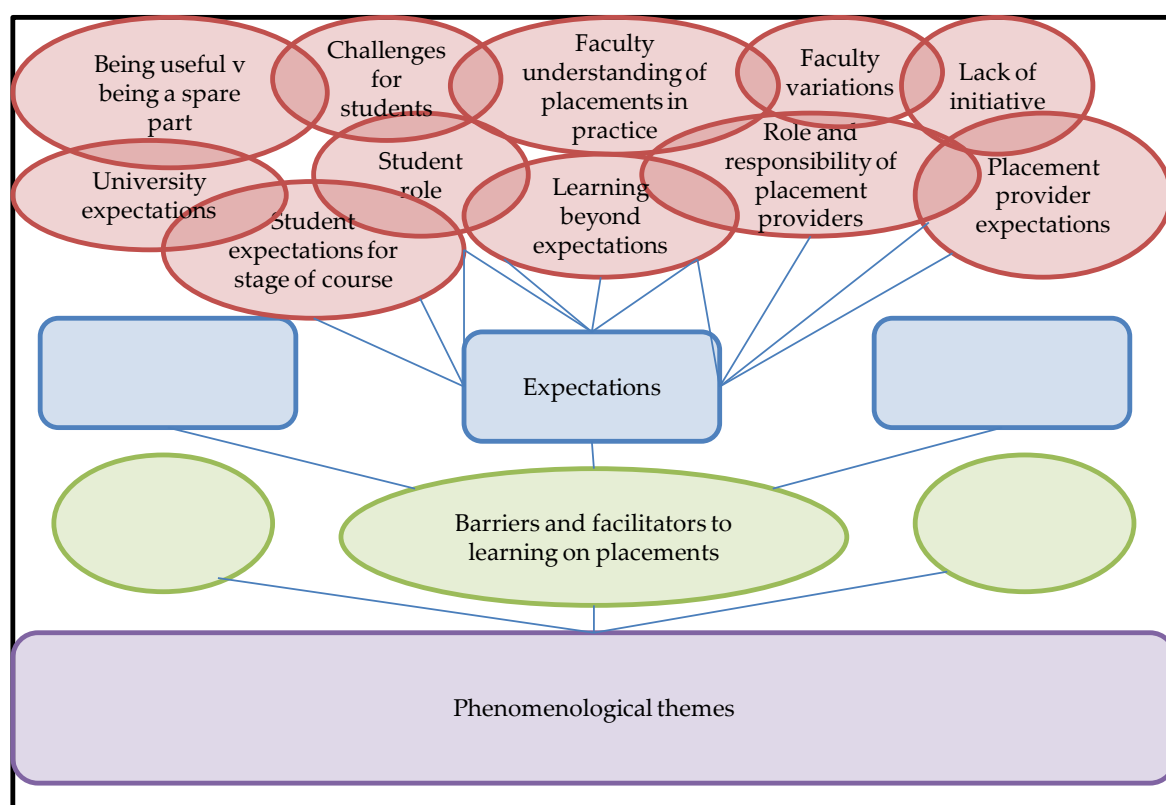 Being useful v
being a spare
part
Challenges
for
students
Faculty
understanding of
placements in
practice
Faculty
variations
Lack of
initiative
University
expectations
Student
role
Learning
beyond
expectations
Role and
responsibility of
placement
providers
Placement
provider
expectations
Student
expectations for
stage of course
Expectations
Barriers and facilitators to
learning on placements
Phenomenological themes